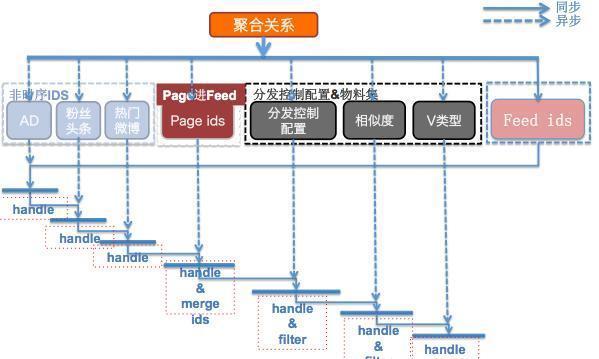 聚合关系
同步
异步
非时序IDS
Page进Feed
分发控制配置&物料集
AD
粉丝
头条
热门
微博
Page ids
分发控制
配置
相似度
V类型
Feed ids
handle
handle
handle
handle
&
merge
ids
handle
&
filter
handle
&
handle